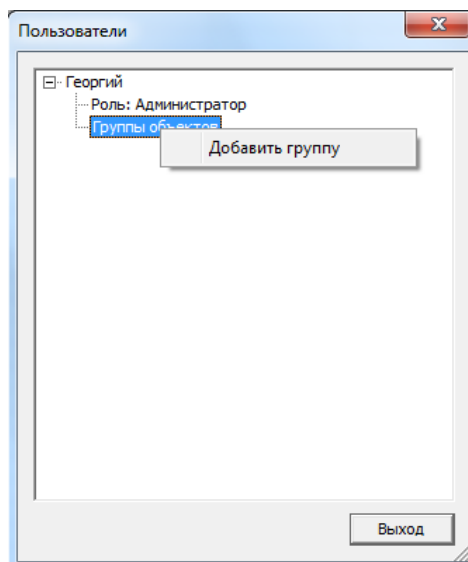 Пользователи
Георгий
Роль: Администратор
Группы объектов
Добавить группу
Выход